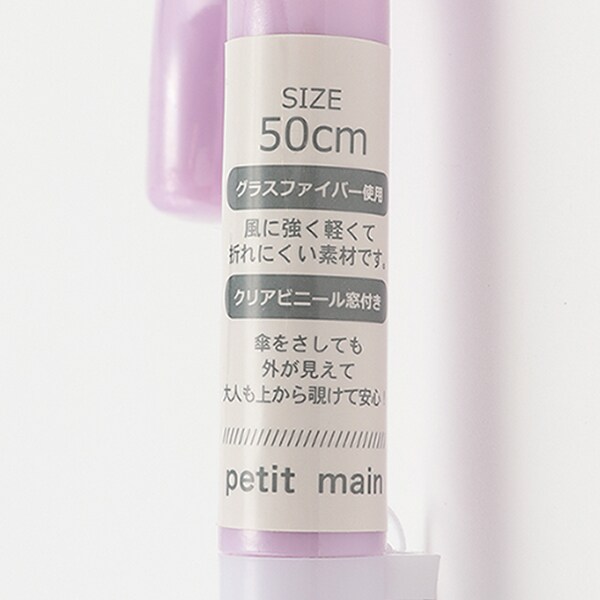 SIZE
50cm
グラスファイバー使用
風に強く軽くて
折れにくい素材です。
クリアビニール窓付き
傘をさしても
外が見えて
大人も上から覗けて安心!
petit main